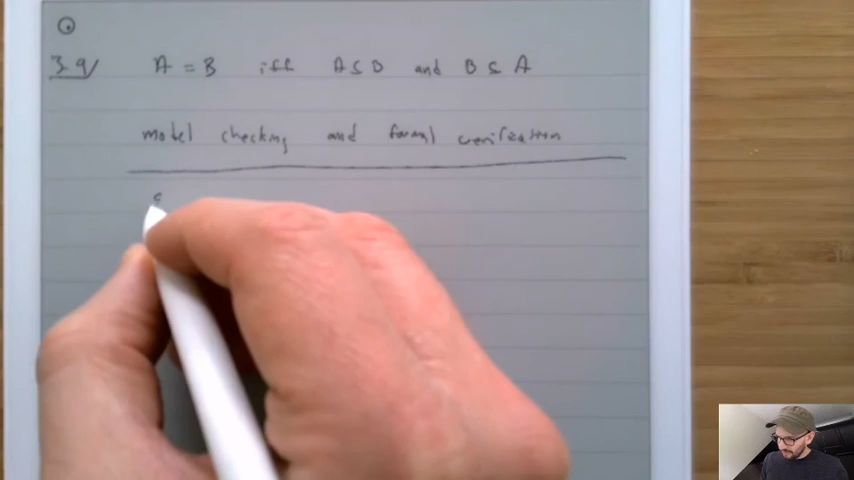 3.9/ A = B iff A ⊆ B and B ⊆ A
model checking and formal verification